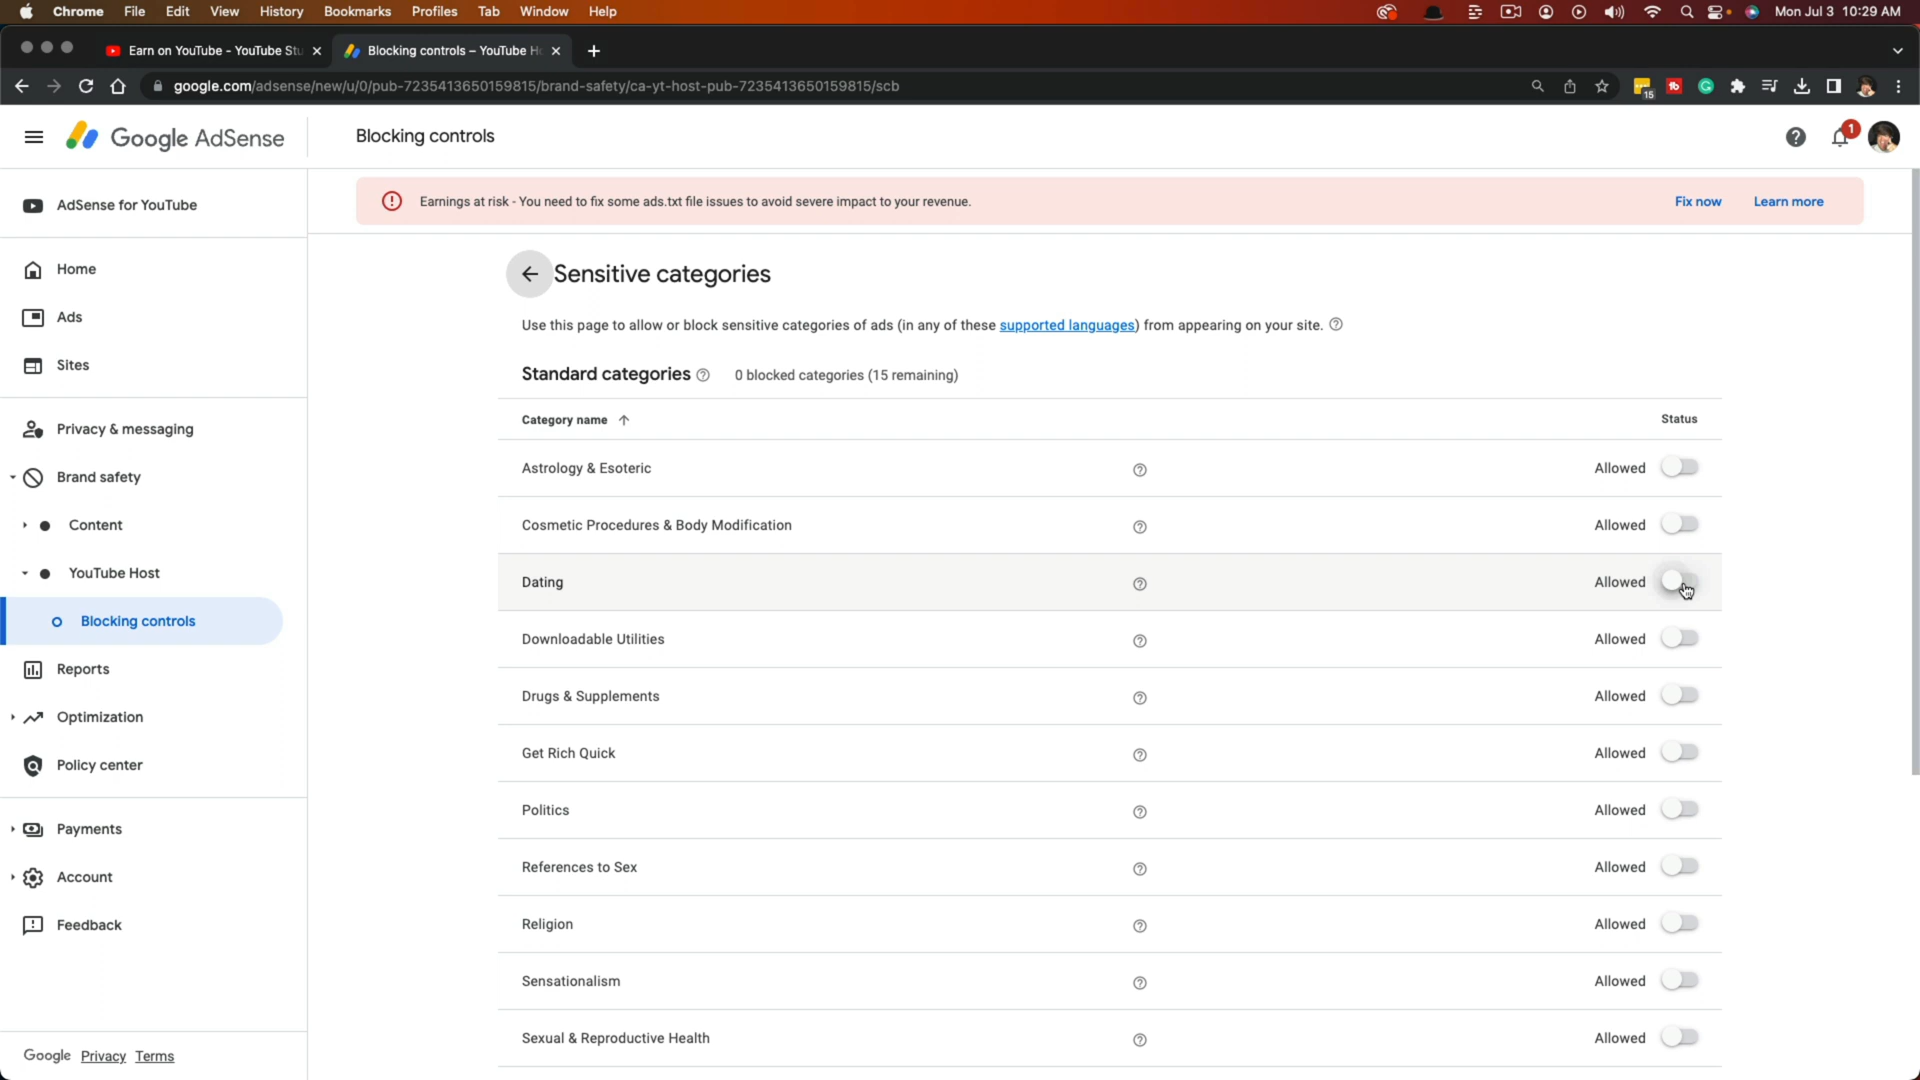 Chrome File Edit View History Bookmarks Profiles Tab Window Help Mon Jul 3 10:29 AM
Earn on YouTube - YouTube Stu
Blocking controls – YouTube Ho
google.com/adsense/new/u/0/pub-7235413650159815/brand-safety/ca-yt-host-pub-7235413650159815/scb
15
Google AdSense
Blocking controls
1
AdSense for YouTube
Home
Ads
Sites
Privacy & messaging
Brand safety
Content
YouTube Host
Blocking controls
Reports
Optimization
Policy center
Payments
Account
Feedback
Google Privacy Terms
Earnings at risk - You need to fix some ads.txt file issues to avoid severe impact to your revenue.
Fix now
Learn more
Sensitive categories
Use this page to allow or block sensitive categories of ads (in any of these supported languages) from appearing on your site.
Standard categories 0 blocked categories (15 remaining)
Category name Status
Astrology & Esoteric Allowed
Cosmetic Procedures & Body Modification Allowed
Dating Allowed
Downloadable Utilities Allowed
Drugs & Supplements Allowed
Get Rich Quick Allowed
Politics Allowed
References to Sex Allowed
Religion Allowed
Sensationalism Allowed
Sexual & Reproductive Health Allowed